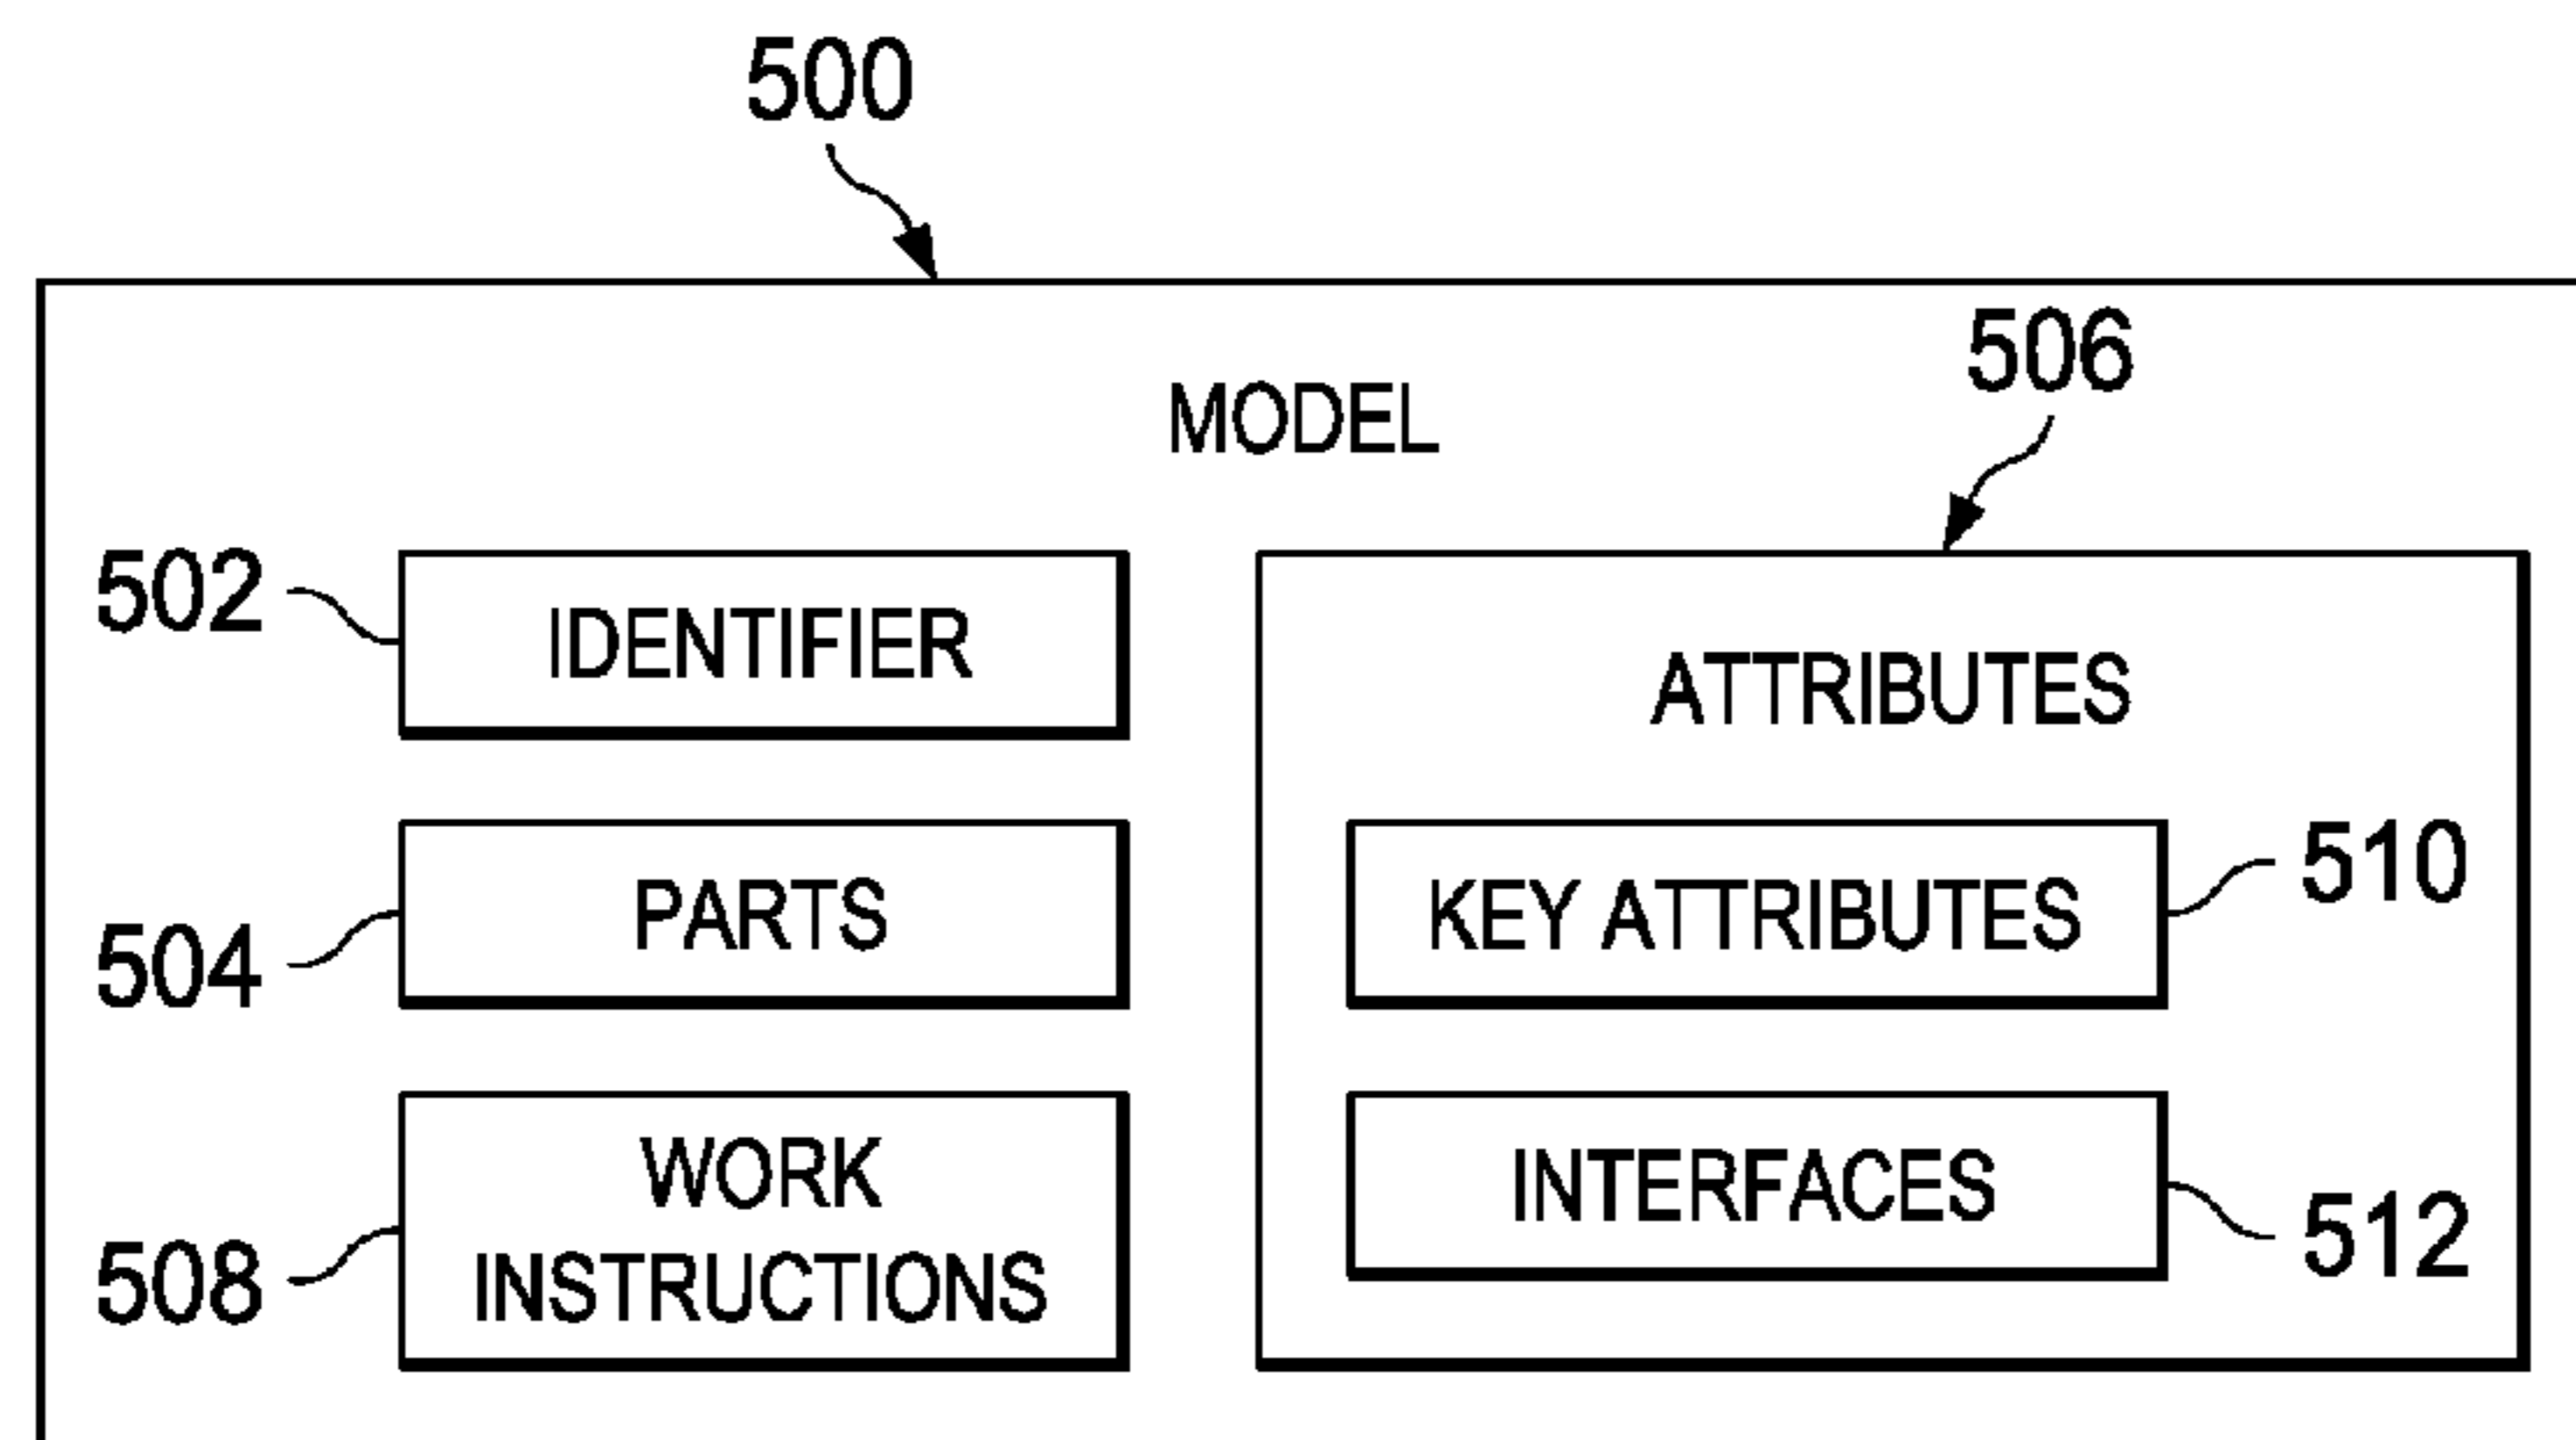 500
506
MODEL
502
IDENTIFIER
ATTRIBUTES
504
PARTS
KEY ATTRIBUTES
510
508
WORK
INSTRUCTIONS
INTERFACES
512